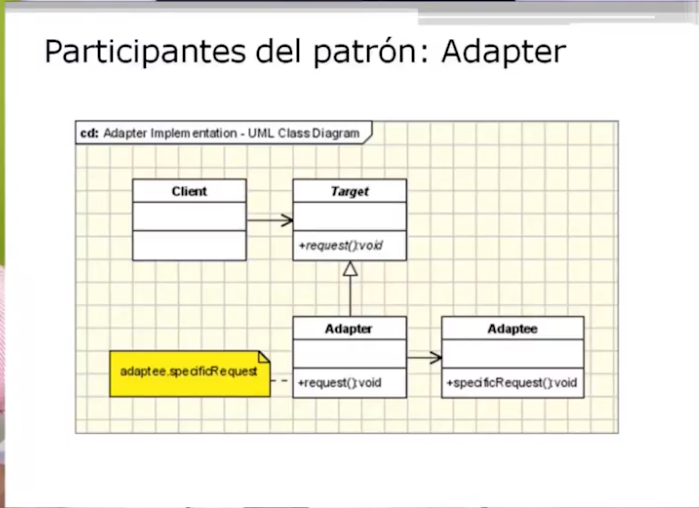 Participantes del patrón: Adapter
cd: Adapter Implementation - UML Class Diagram
Client
Target
+request():void
Adapter
Adaptee
adaptee.specificRequest
+request():void
+specificRequest():void